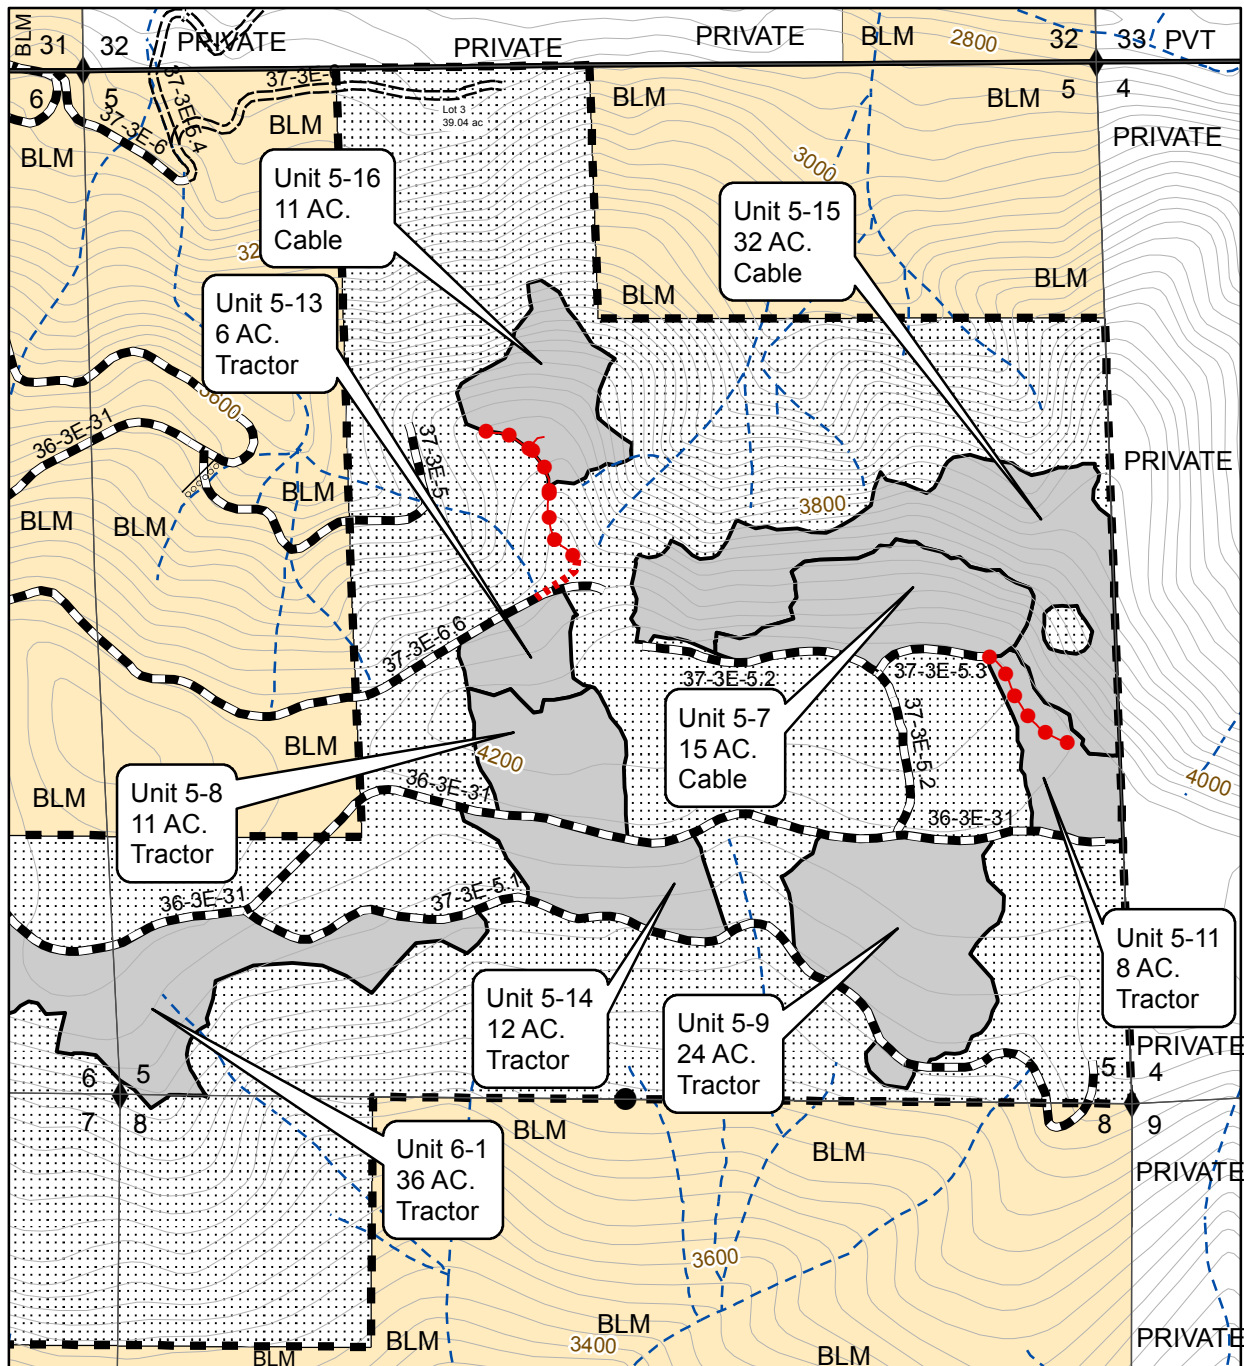 BLM
31
32
PRIVATE
PRIVATE
PRIVATE
BLM
2800
32
33
PVT
6
5
37-3E-6
37-3E-5.4
BLM
Lot 3
39.04 ac
BLM
BLM
5
4
PRIVATE
BLM
3000
Unit 5-16
11 AC.
Cable
Unit 5-15
32 AC.
Cable
BLM
BLM
Unit 5-13
6 AC.
Tractor
3600
36-3E-31
37-3E-5
BLM
BLM
BLM
3800
PRIVATE
37-3E-6.6
37-3E-5.2
37-3E-5.3
37-3E-5.2
Unit 5-7
15 AC.
Cable
BLM
4200
4000
Unit 5-8
11 AC.
Tractor
BLM
36-3E-31
36-3E-31
36-3E-31
37-3E-5.1
Unit 5-11
8 AC.
Tractor
Unit 5-14
12 AC.
Tractor
Unit 5-9
24 AC.
Tractor
PRIVATE
6
5
5
4
7
8
8
9
BLM
BLM
Unit 6-1
36 AC.
Tractor
PRIVATE
3600
BLM
BLM
3400
BLM
BLM
PRIVATE